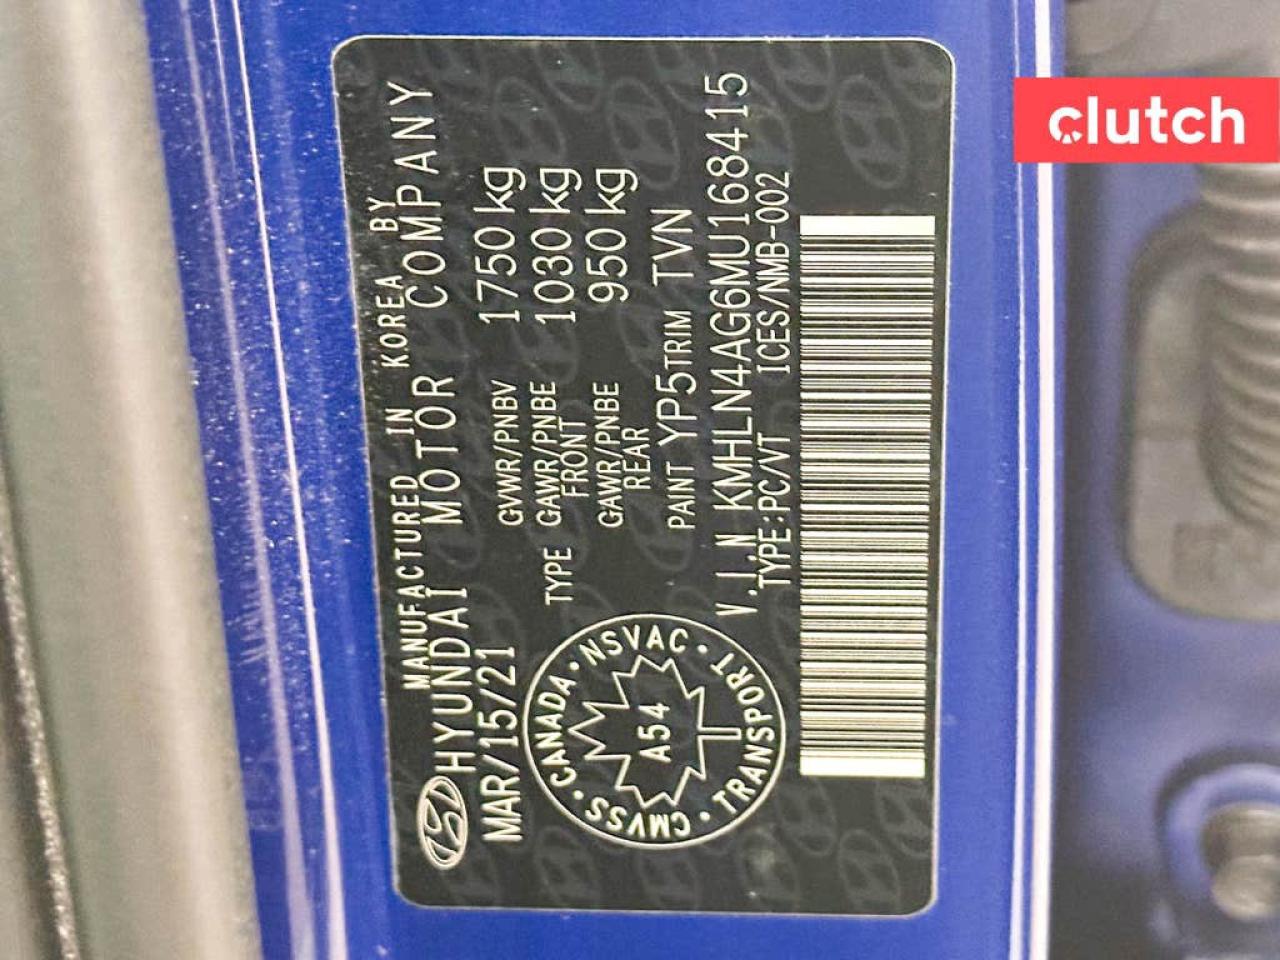 MANUFACTURED IN KOREA BY
HYUNDAI MOTOR COMPANY
MAR/15/21
GVWR/PNBV 1750 kg
TYPE GAWR/PNBE FRONT 1030 kg
GAWR/PNBE REAR 950 kg
PAINT YP5 TRIM TVN
V.I.N KMHLN4AG6MU168415
TYPE:PC/VT ICES/NMB-002
CANADA · NSVAC · TRANSPORT · CMVSS ·
A54
clutch